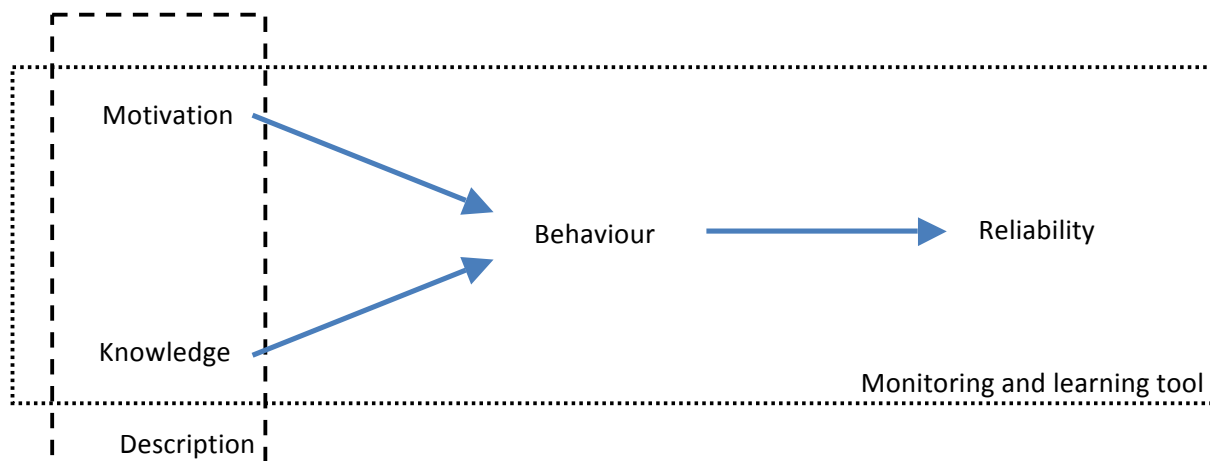 Motivation
Behaviour
Reliability
Knowledge
Monitoring and learning tool
Description